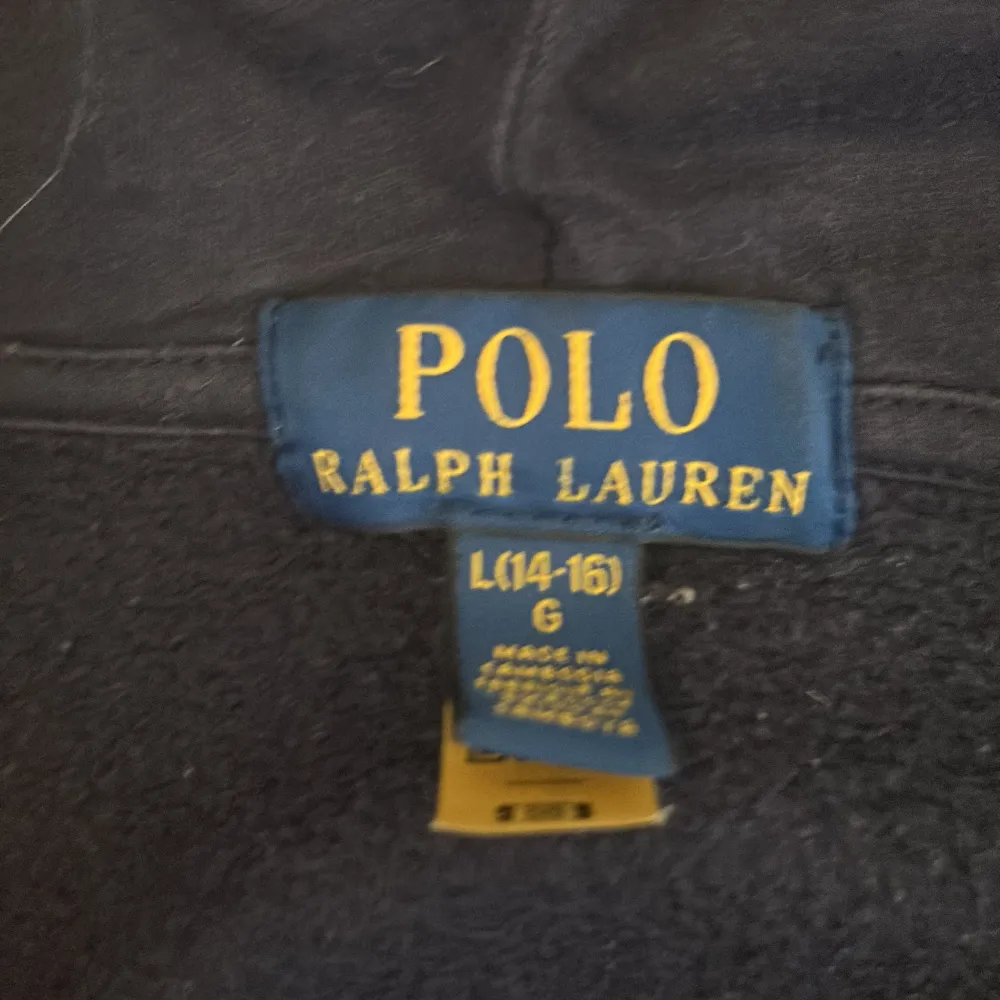 POLO
RALPH LAUREN
L(14-16)
G
MADE IN
CAMBODIA